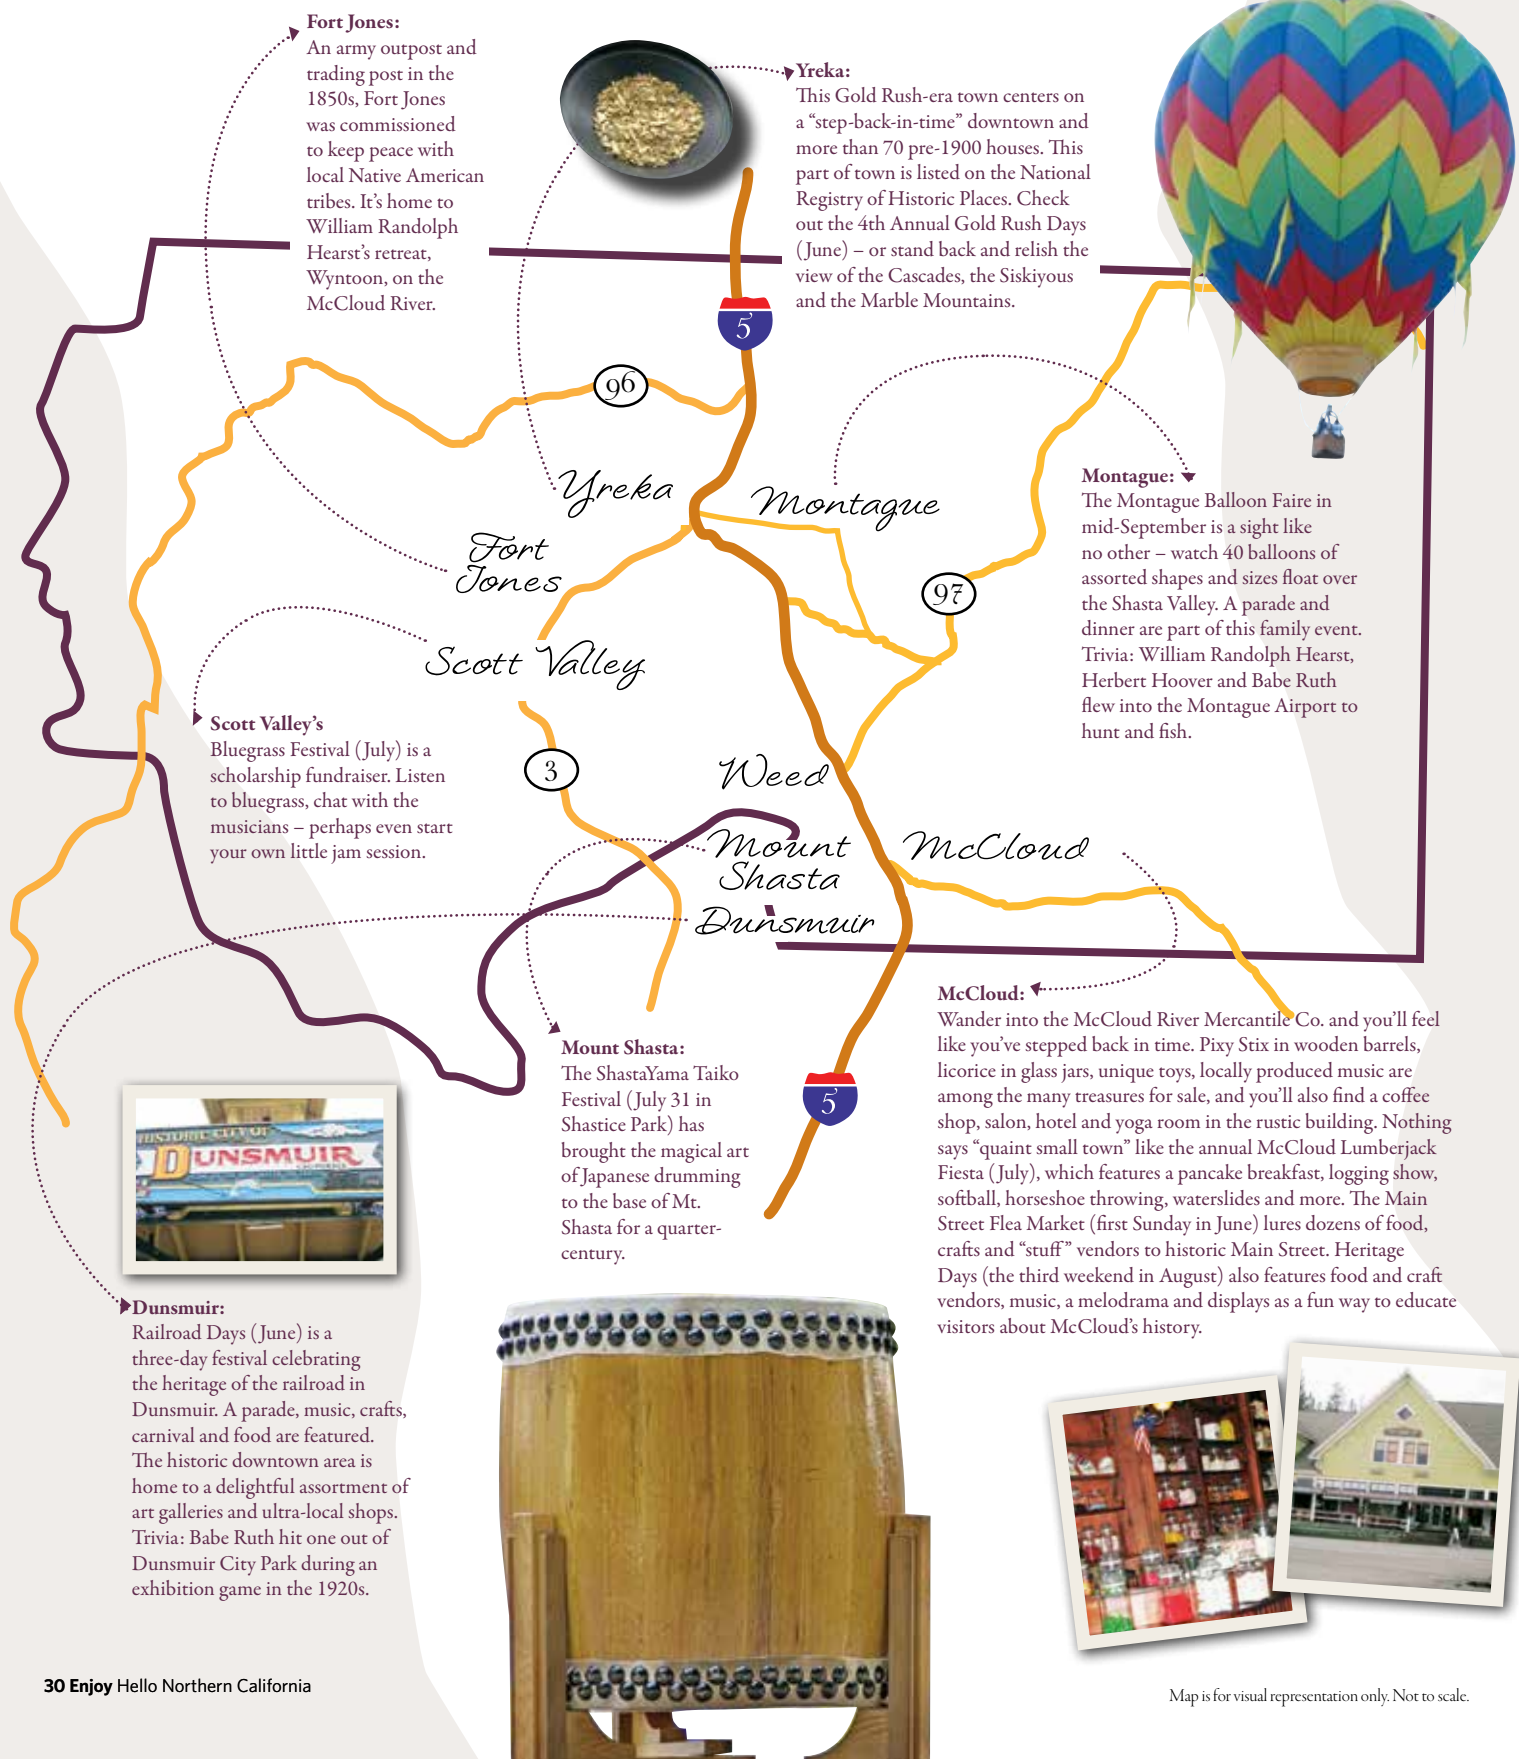 Fort Jones:
An army outpost and
trading post in the
1850s, Fort Jones
was commissioned
to keep peace with
local Native American
tribes. It’s home to
William Randolph
Hearst’s retreat,
Wyntoon, on the
McCloud River.
Yreka:
This Gold Rush-era town centers on
a “step-back-in-time” downtown and
more than 70 pre-1900 houses. This
part of town is listed on the National
Registry of Historic Places. Check
out the 4th Annual Gold Rush Days
(June) – or stand back and relish the
view of the Cascades, the Siskiyous
and the Marble Mountains.
5
96
Yreka
Montague
Fort
Jones
97
Scott Valley
Montague:
The Montague Balloon Faire in
mid-September is a sight like
no other – watch 40 balloons of
assorted shapes and sizes float over
the Shasta Valley. A parade and
dinner are part of this family event.
Trivia: William Randolph Hearst,
Herbert Hoover and Babe Ruth
flew into the Montague Airport to
hunt and fish.
Scott Valley’s
Bluegrass Festival (July) is a
scholarship fundraiser. Listen
to bluegrass, chat with the
musicians – perhaps even start
your own little jam session.
3
Weed
Mount
Shasta
McCloud
Dunsmuir
McCloud:
Wander into the McCloud River Mercantile Co. and you’ll feel
like you’ve stepped back in time. Pixy Stix in wooden barrels,
licorice in glass jars, unique toys, locally produced music are
among the many treasures for sale, and you’ll also find a coffee
shop, salon, hotel and yoga room in the rustic building. Nothing
says “quaint small town” like the annual McCloud Lumberjack
Fiesta (July), which features a pancake breakfast, logging show,
softball, horseshoe throwing, waterslides and more. The Main
Street Flea Market (first Sunday in June) lures dozens of food,
crafts and “stuff” vendors to historic Main Street. Heritage
Days (the third weekend in August) also features food and craft
vendors, music, a melodrama and displays as a fun way to educate
visitors about McCloud’s history.
Mount Shasta:
The ShastaYama Taiko
Festival (July 31 in
Shastice Park) has
brought the magical art
of Japanese drumming
to the base of Mt.
Shasta for a quarter-
century.
5
HISTORIC CITY OF
DUNSMUIR
Dunsmuir:
Railroad Days (June) is a
three-day festival celebrating
the heritage of the railroad in
Dunsmuir. A parade, music, crafts,
carnival and food are featured.
The historic downtown area is
home to a delightful assortment of
art galleries and ultra-local shops.
Trivia: Babe Ruth hit one out of
Dunsmuir City Park during an
exhibition game in the 1920s.
30 Enjoy Hello Northern California
Map is for visual representation only. Not to scale.